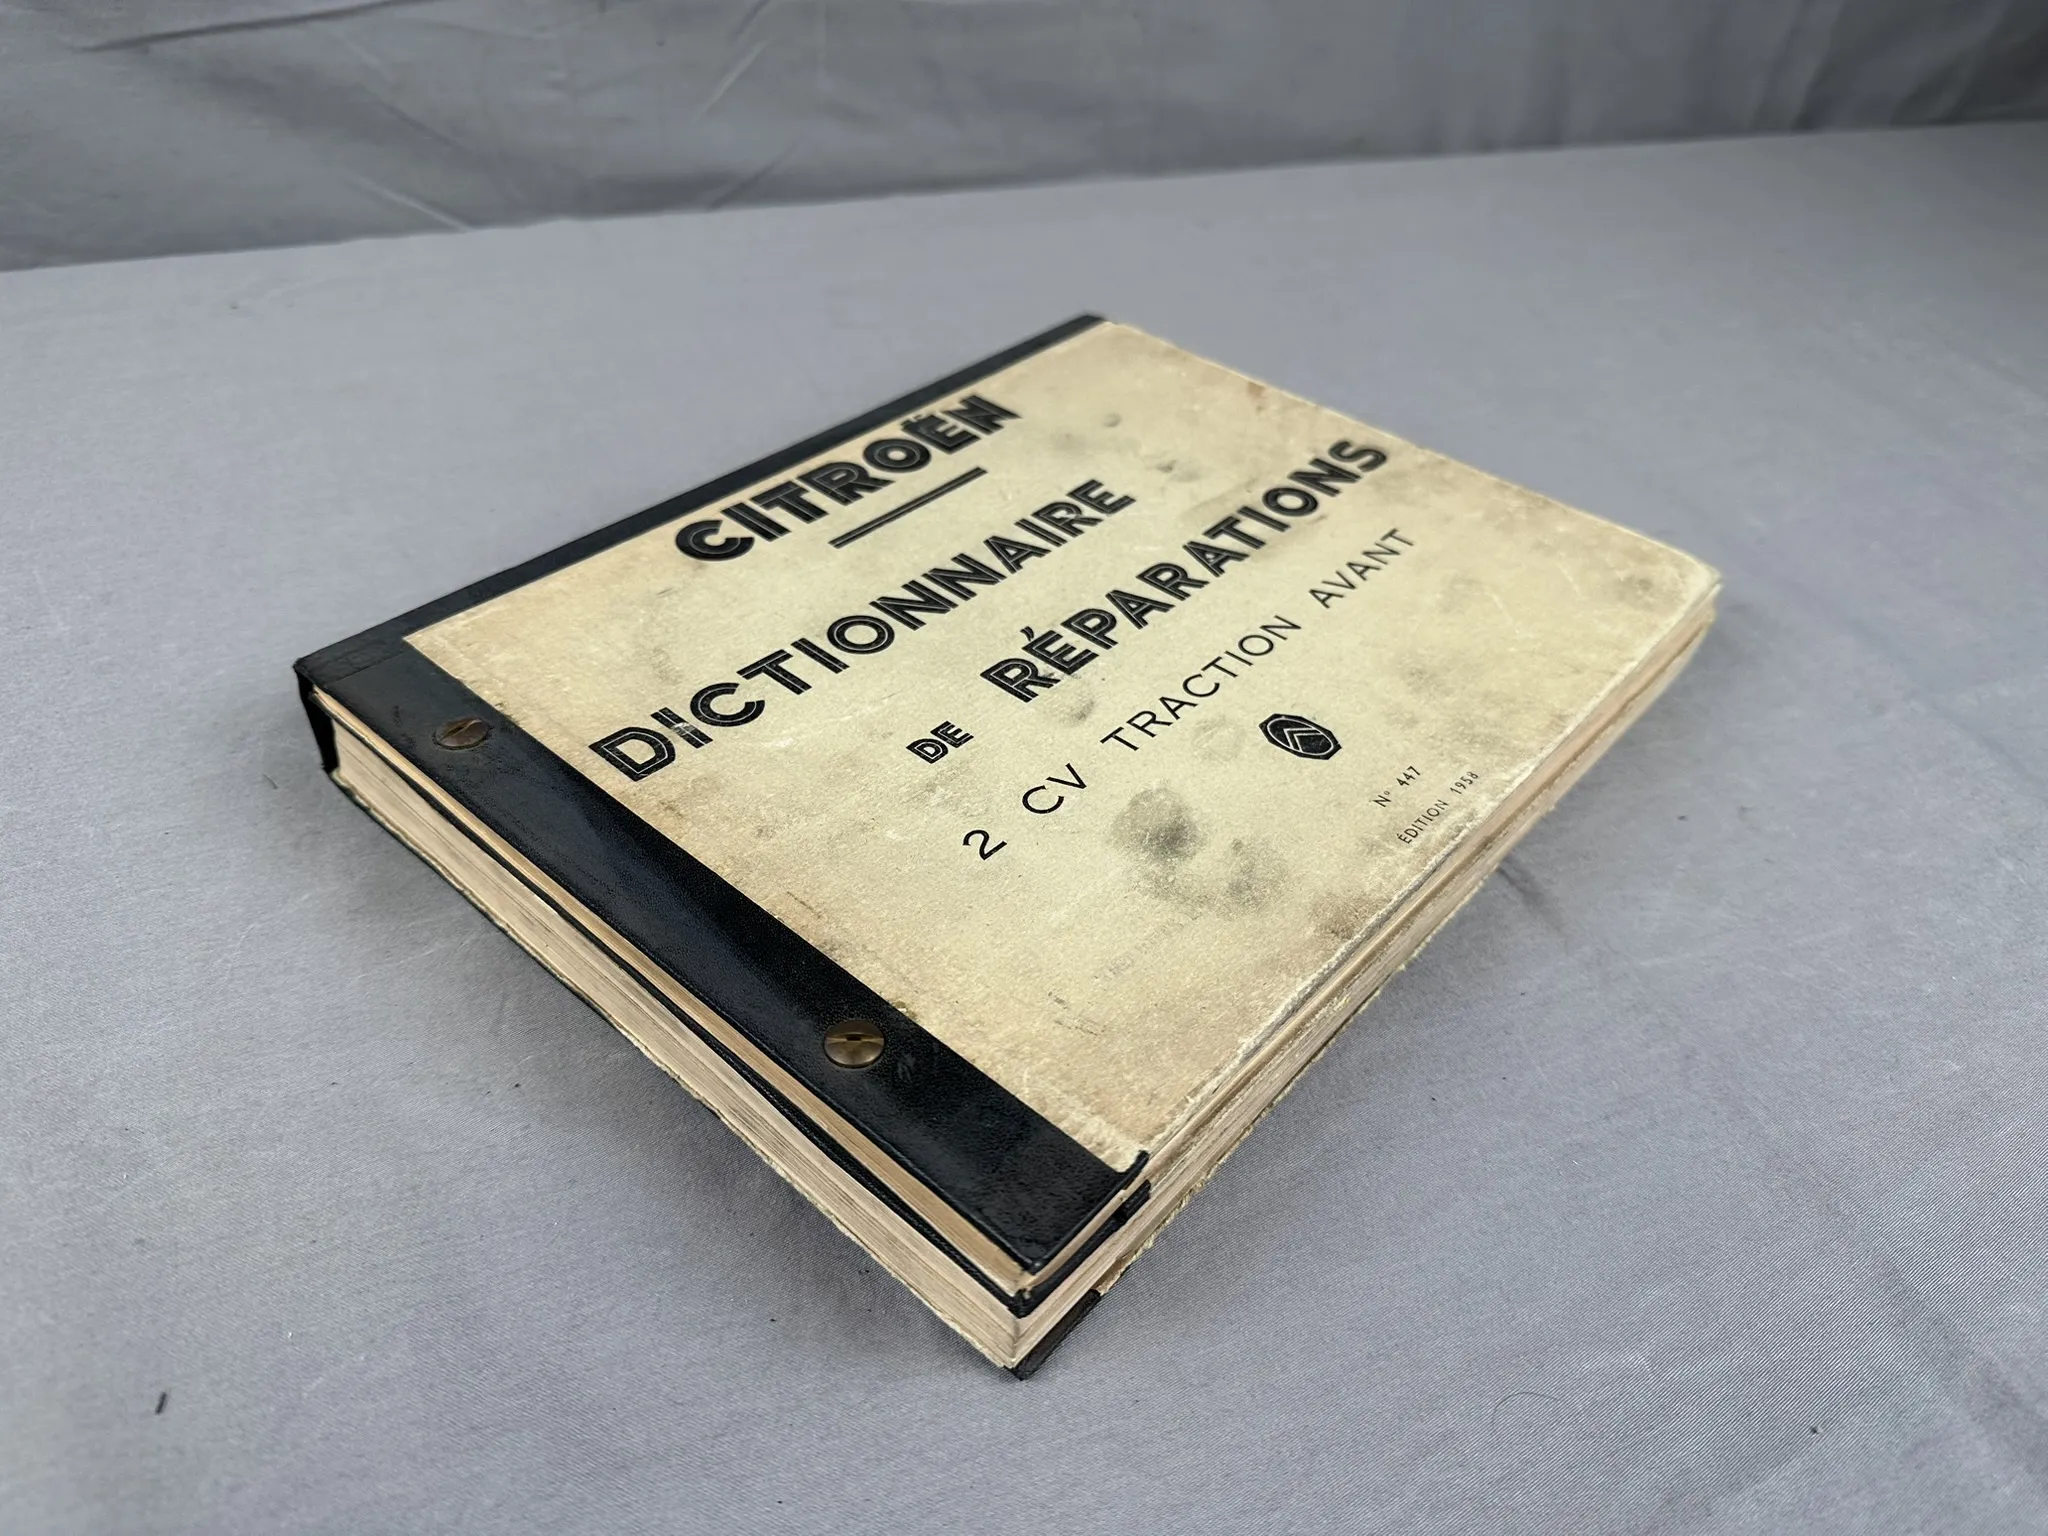 CITROËN
DICTIONNAIRE
DE RÉPARATIONS
2 CV TRACTION AVANT
N° 447
ÉDITION 1958